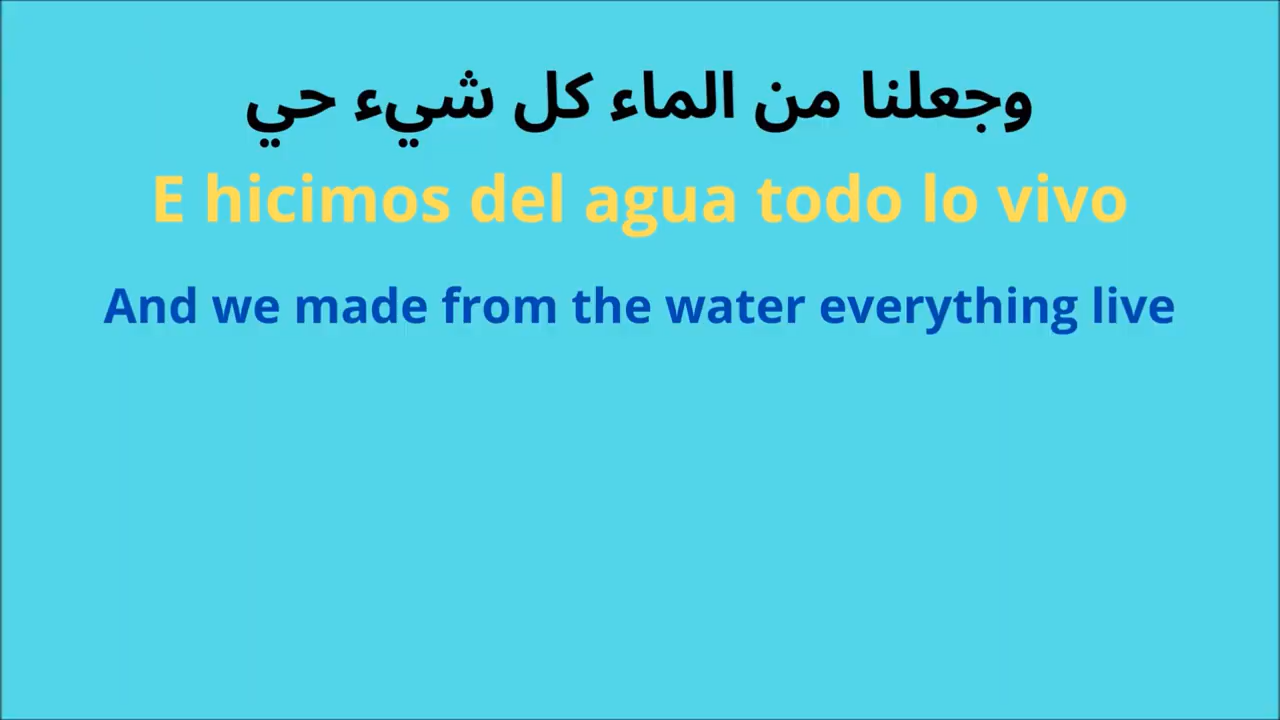 وجعلنا من الماء كل شيء حي
E hicimos del agua todo lo vivo
And we made from the water everything live